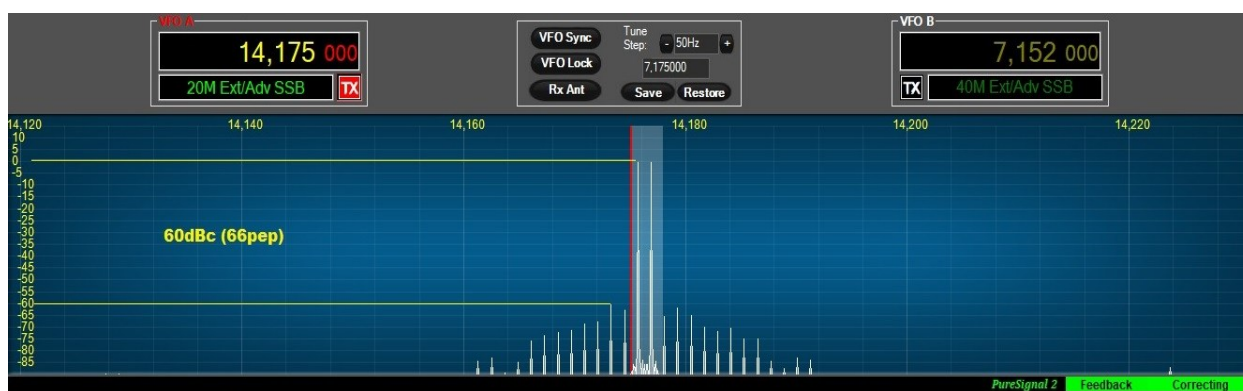 VFO A
14,175 000
20M Ext/Adv SSB TX
VFO Sync
VFO Lock
Rx Ant
Tune
Step: - 50Hz +
7,175000
Save Restore
VFO B
7,152 000
TX 40M Ext/Adv SSB
14,120 14,140 14,160 14,180 14,200 14,220
10
5
0
-5
-10
-15
-20
-25
-30
-35
-40
-45
-50
-55
-60
-65
-70
-75
-80
-85
60dBc (66pep)
PureSignal 2 Feedback Correcting